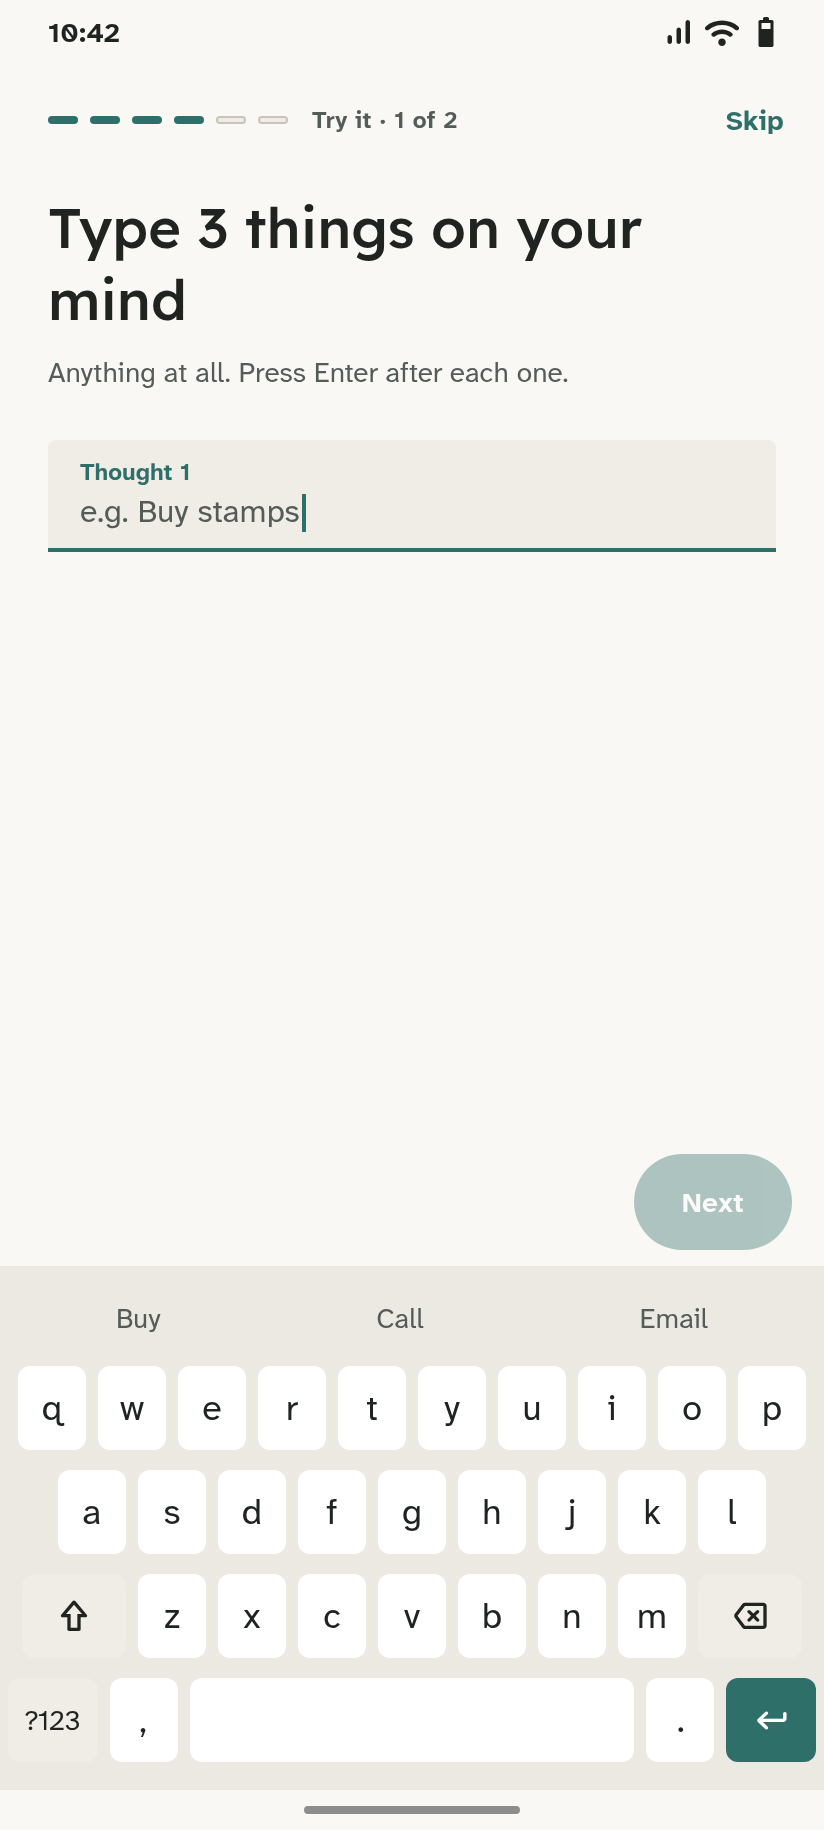 10:42
Try it · 1 of 2
Skip
Type 3 things on your
mind
Anything at all. Press Enter after each one.
Thought 1
e.g. Buy stamps
Next
Buy Call Email
q w e r t y u i o p
a s d f g h j k l
z x c v b n m
?123 , .